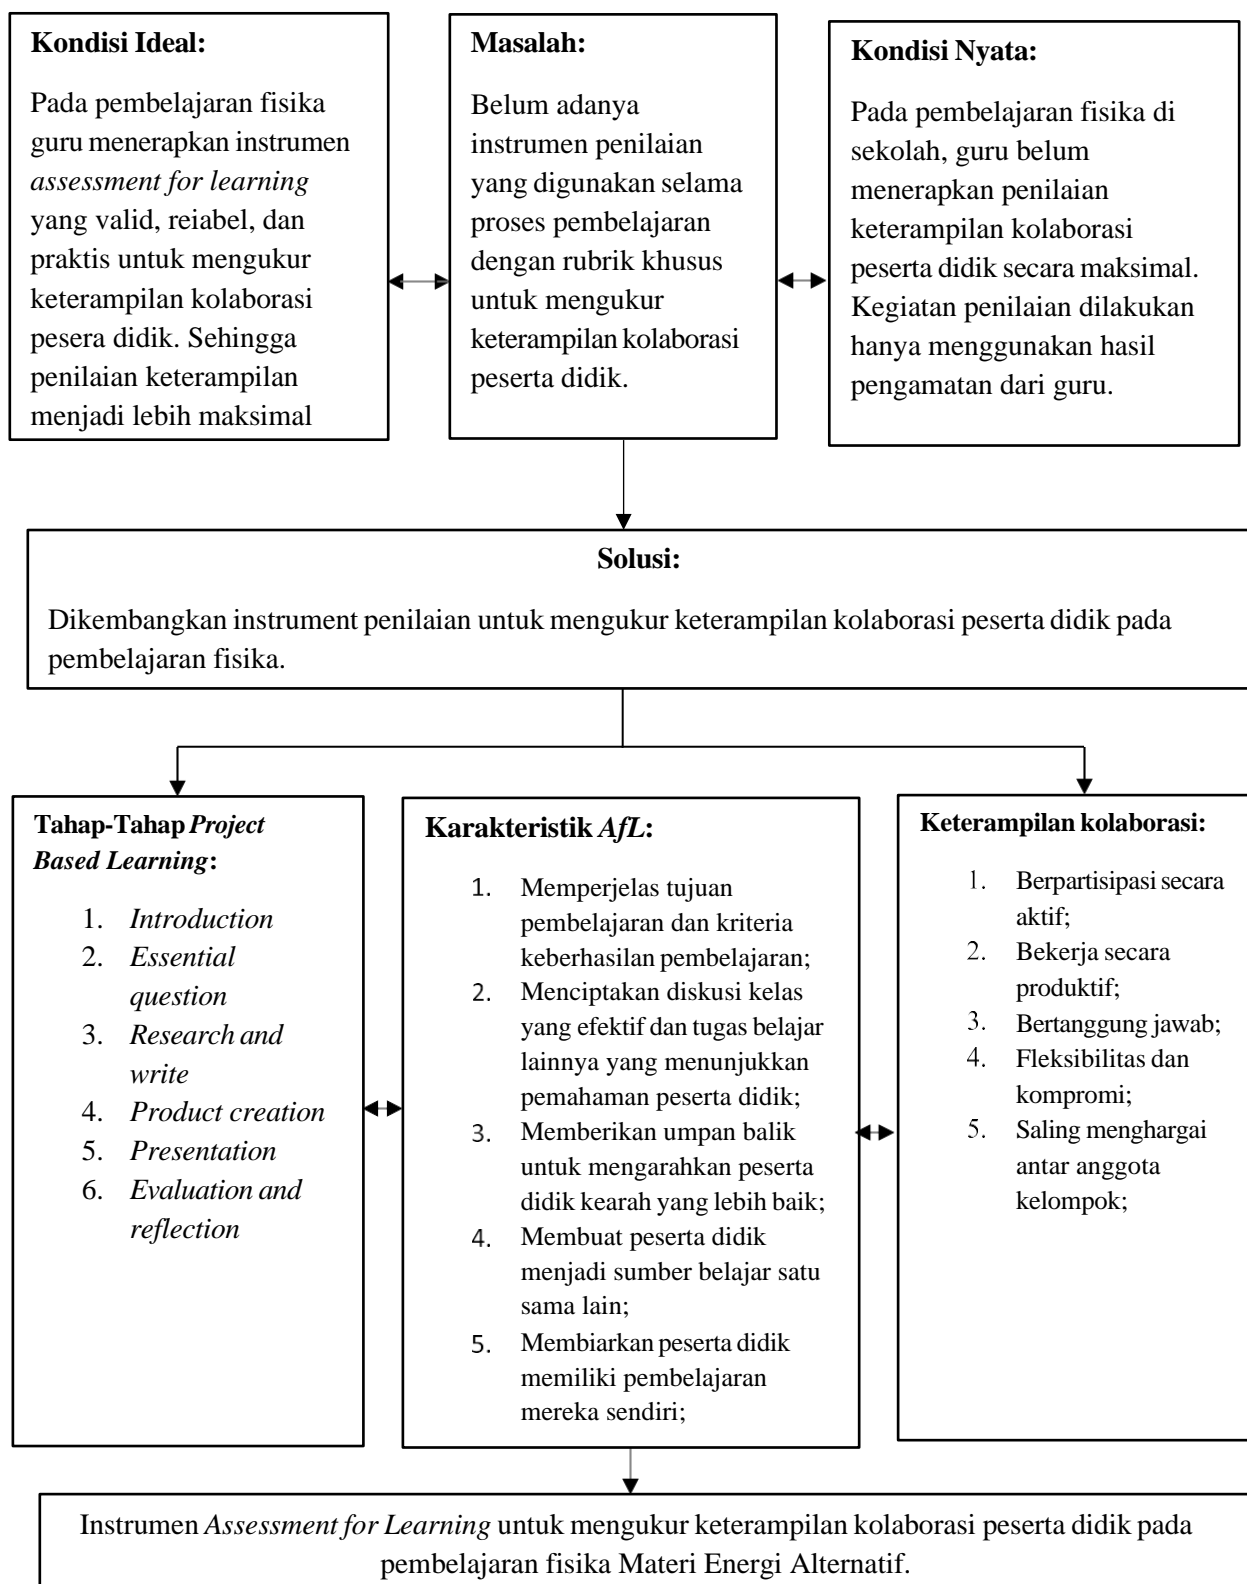 Kondisi Ideal:
Pada pembelajaran fisika
guru menerapkan instrumen
assessment for learning
yang valid, reiabel, dan
praktis untuk mengukur
keterampilan kolaborasi
pesera didik. Sehingga
penilaian keterampilan
menjadi lebih maksimal
Masalah:
Belum adanya
instrumen penilaian
yang digunakan selama
proses pembelajaran
dengan rubrik khusus
untuk mengukur
keterampilan kolaborasi
peserta didik.
Kondisi Nyata:
Pada pembelajaran fisika di
sekolah, guru belum
menerapkan penilaian
keterampilan kolaborasi
peserta didik secara maksimal.
Kegiatan penilaian dilakukan
hanya menggunakan hasil
pengamatan dari guru.
Solusi:
Dikembangkan instrument penilaian untuk mengukur keterampilan kolaborasi peserta didik pada
pembelajaran fisika.
Tahap-Tahap Project
Based Learning:
1. Introduction
2. Essential
question
3. Research and
write
4. Product creation
5. Presentation
6. Evaluation and
reflection
Karakteristik AfL:
1. Memperjelas tujuan
pembelajaran dan kriteria
keberhasilan pembelajaran;
2. Menciptakan diskusi kelas
yang efektif dan tugas belajar
lainnya yang menunjukkan
pemahaman peserta didik;
3. Memberikan umpan balik
untuk mengarahkan peserta
didik kearah yang lebih baik;
4. Membuat peserta didik
menjadi sumber belajar satu
sama lain;
5. Membiarkan peserta didik
memiliki pembelajaran
mereka sendiri;
Keterampilan kolaborasi:
1. Berpartisipasi secara
aktif;
2. Bekerja secara
produktif;
3. Bertanggung jawab;
4. Fleksibilitas dan
kompromi;
5. Saling menghargai
antar anggota
kelompok;
Instrumen Assessment for Learning untuk mengukur keterampilan kolaborasi peserta didik pada
pembelajaran fisika Materi Energi Alternatif.